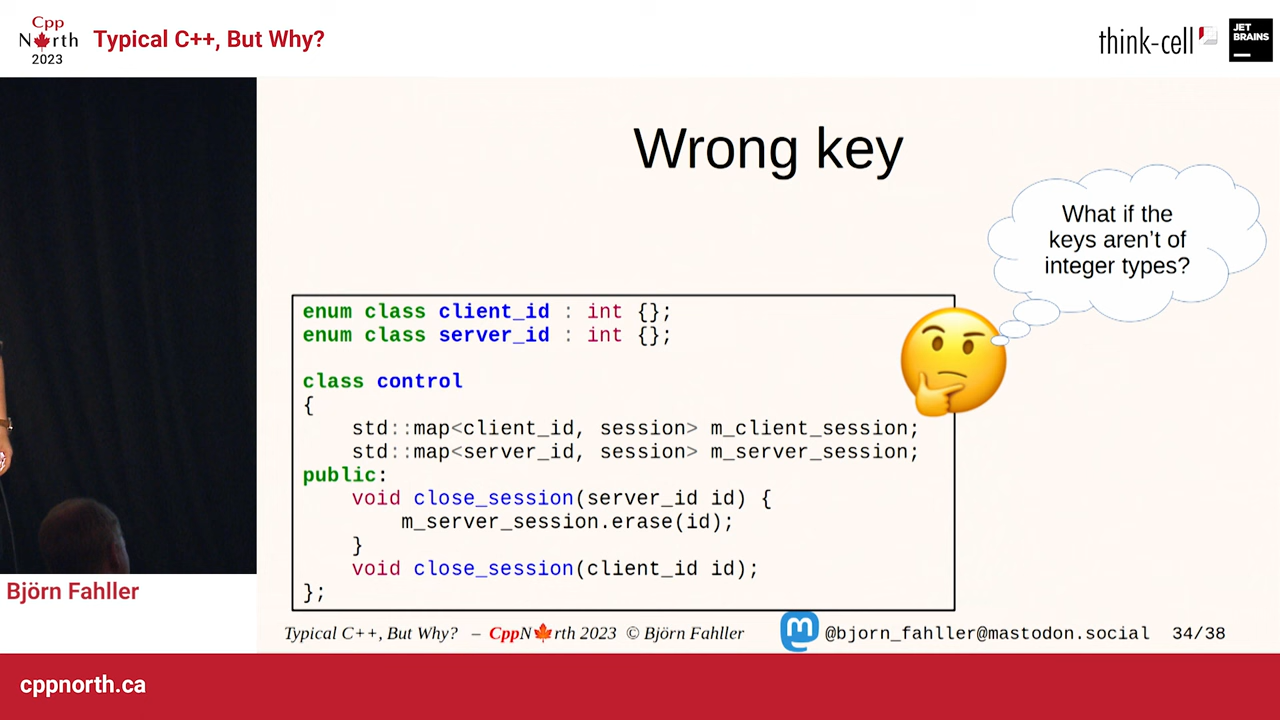 Cpp
North
2023
Typical C++, But Why?
think-cell
JET
BRAINS
Wrong key
What if the
keys aren’t of
integer types?
enum class client_id : int {};
enum class server_id : int {};
class control
{
    std::map<client_id, session> m_client_session;
    std::map<server_id, session> m_server_session;
public:
    void close_session(server_id id) {
        m_server_session.erase(id);
    }
    void close_session(client_id id);
};
Björn Fahller
Typical C++, But Why? – CppN🍁rth 2023 © Björn Fahller
@bjorn_fahller@mastodon.social 34/38
cppnorth.ca